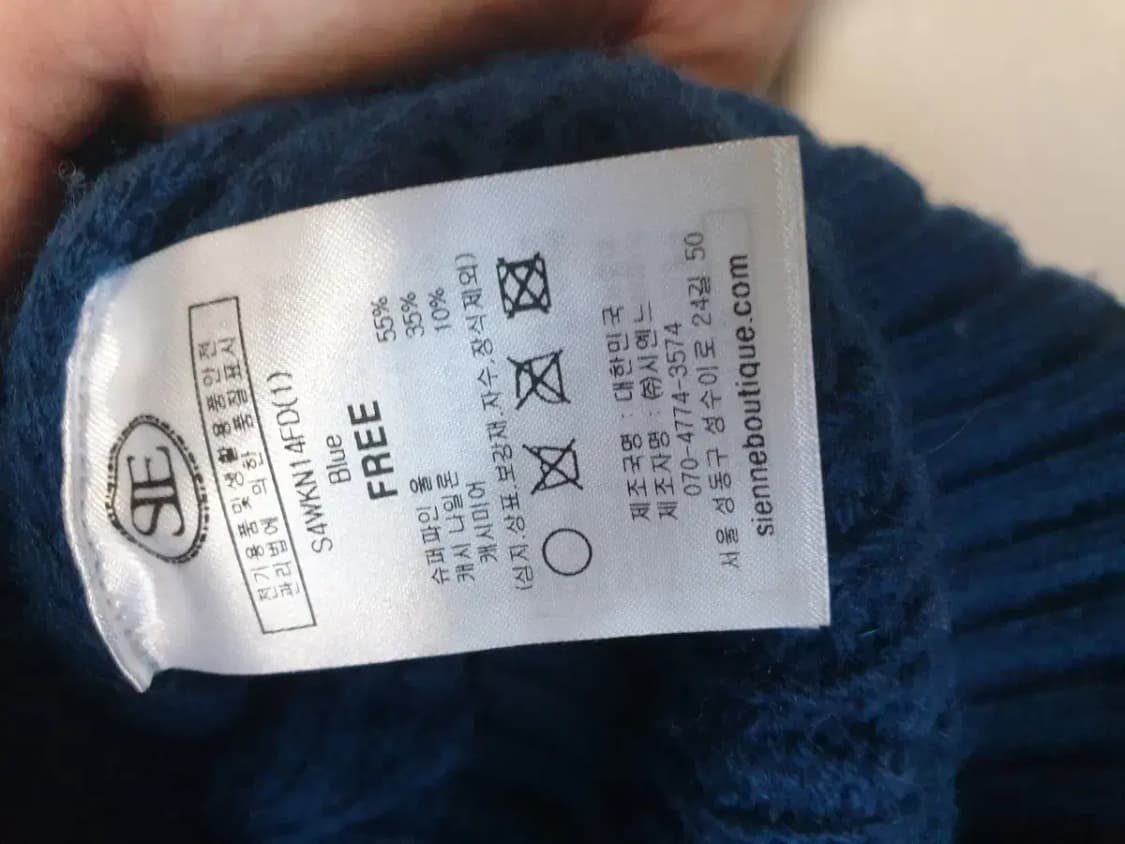 SIE
전기용품 및 생활용품안전
관리법에 의한 품질표시
S4WKN14FD(1)
Blue
FREE
슈퍼파인 울 55%
캐시 나일론 35%
캐시미어 10%
(심지.상표.보강재.자수.장식 제외)
제조국명 : 대한민국
제조자명 : ㈜시엔느
070-4774-3574
서울 성동구 성수이로 24길 50
sienneboutique.com